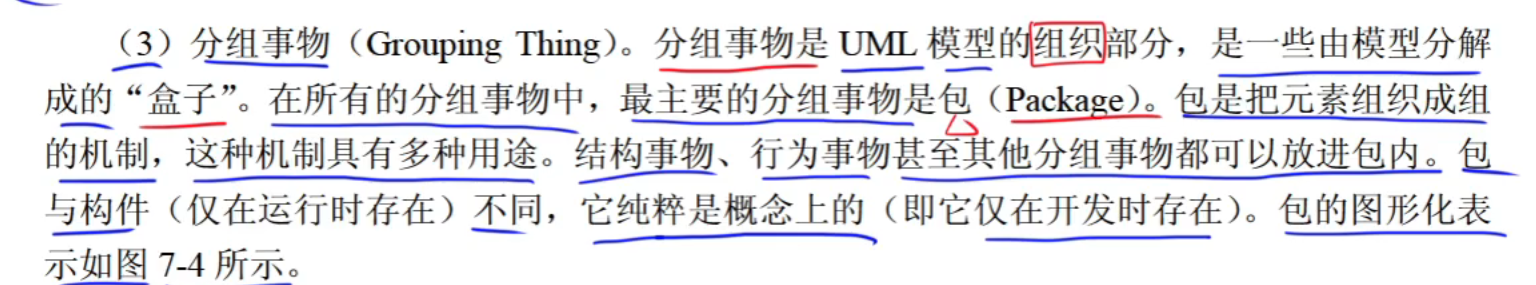 （3）分组事物（Grouping Thing）。分组事物是 UML 模型的组织部分，是一些由模型分解
成的“盒子”。在所有的分组事物中，最主要的分组事物是包（Package）。包是把元素组织成组
的机制，这种机制具有多种用途。结构事物、行为事物甚至其他分组事物都可以放进包内。包
与构件（仅在运行时存在）不同，它纯粹是概念上的（即它仅在开发时存在）。包的图形化表
示如图 7-4 所示。